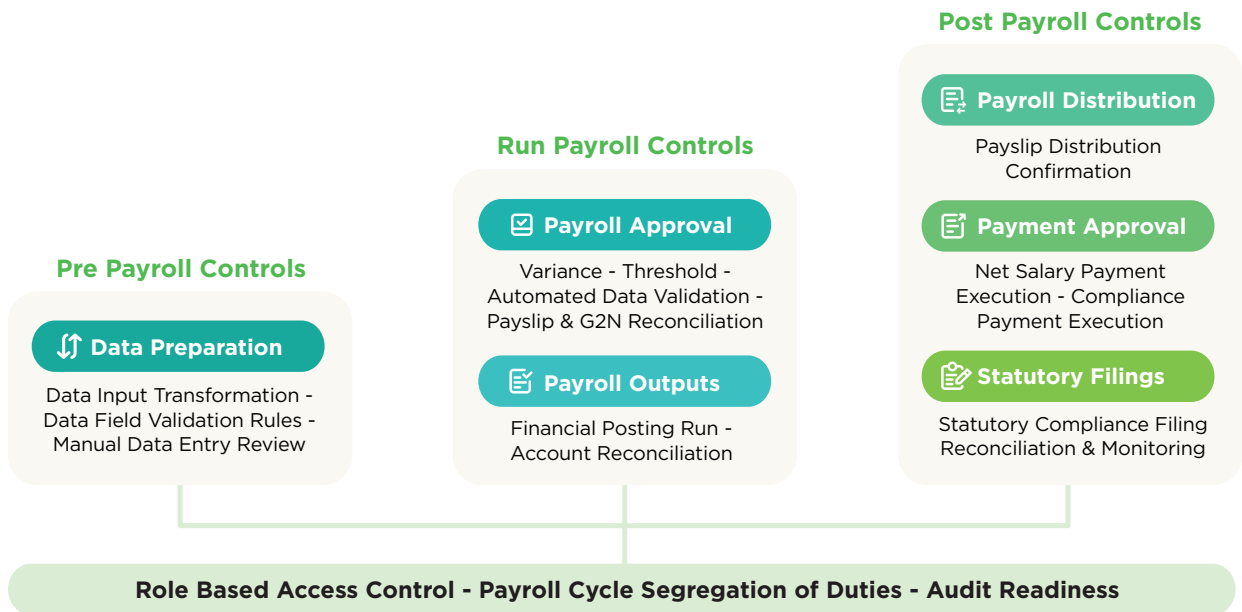 Pre Payroll Controls
Data Preparation
Data Input Transformation -
Data Field Validation Rules -
Manual Data Entry Review
Run Payroll Controls
Payroll Approval
Variance - Threshold -
Automated Data Validation -
Payslip & G2N Reconciliation
Payroll Outputs
Financial Posting Run -
Account Reconciliation
Post Payroll Controls
Payroll Distribution
Payslip Distribution
Confirmation
Payment Approval
Net Salary Payment
Execution - Compliance
Payment Execution
Statutory Filings
Statutory Compliance Filing
Reconciliation & Monitoring
Role Based Access Control - Payroll Cycle Segregation of Duties - Audit Readiness